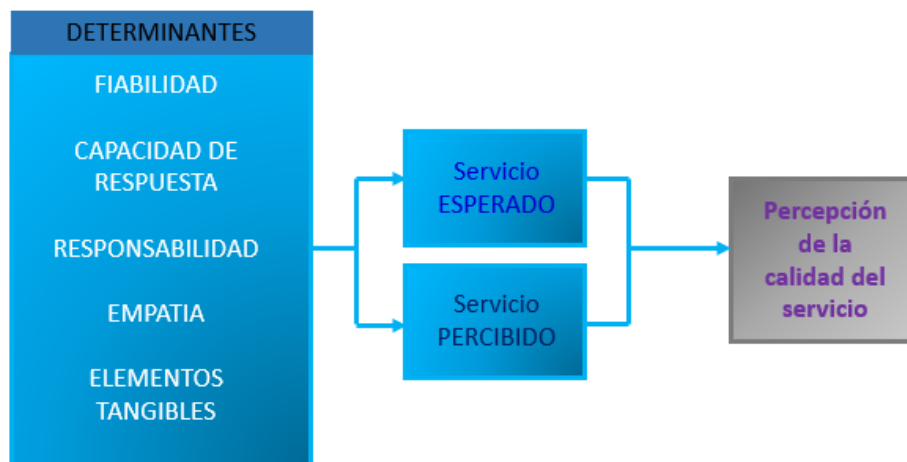 DETERMINANTES
FIABILIDAD
CAPACIDAD DE
RESPUESTA
RESPONSABILIDAD
EMPATIA
ELEMENTOS
TANGIBLES
Servicio
ESPERADO
Servicio
PERCIBIDO
Percepción
de la
calidad del
servicio